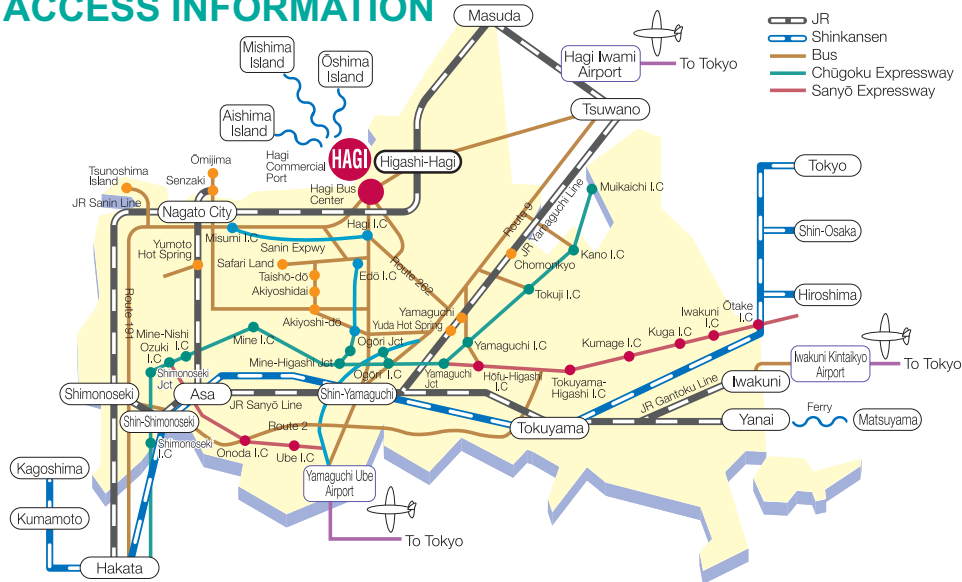 ACCESS INFORMATION
JR
Shinkansen
Bus
Chūgoku Expressway
Sanyō Expressway
Masuda
Mishima
Island
Ōshima
Island
Hagi Iwami
Airport
To Tokyo
Aishima
Island
Tsuwano
Hagi
Commercial
Port
HAGI
Higashi-Hagi
Hagi Bus
Center
Ōmijima
Tsunoshima
Island
Senzaki
JR Sanin Line
Nagato City
Muikaichi I.C
Tokyo
Misumi I.C
Hagi I.C
Sanin Expwy
Route 9
JR Yamaguchi Line
Shin-Osaka
Yumoto
Hot Spring
Safari Land
Taishō-dō
Akiyoshidai
Edō I.C
Route 262
Chomonkyo
Kano I.C
Tokuji I.C
Hiroshima
Route 191
Akiyoshi-dō
Yamaguchi
Yuda Hot Spring
Ōtake
I.C
Iwakuni
I.C
Kuga I.C
Kumage I.C
Mine-Nishi
I.C
Ozuki
I.C
Mine I.C
Mine-Higashi Jct
Ogōri Jct
Ogōri I.C
Yamaguchi I.C
Yamaguchi
Jct
Hōfu-Higashi
I.C
Tokuyama-
Higashi I.C
Shimonoseki
Jct
Iwakuni Kintaikyo
Airport
To Tokyo
Iwakuni
JR Gantoku Line
Shimonoseki
Asa
JR Sanyō Line
Shin-Yamaguchi
Shin-Shimonoseki
Route 2
Tokuyama
Yanai
Ferry
Matsuyama
Shimonoseki
I.C
Onoda I.C
Ube I.C
Kagoshima
Yamaguchi Ube
Airport
Kumamoto
To Tokyo
Hakata